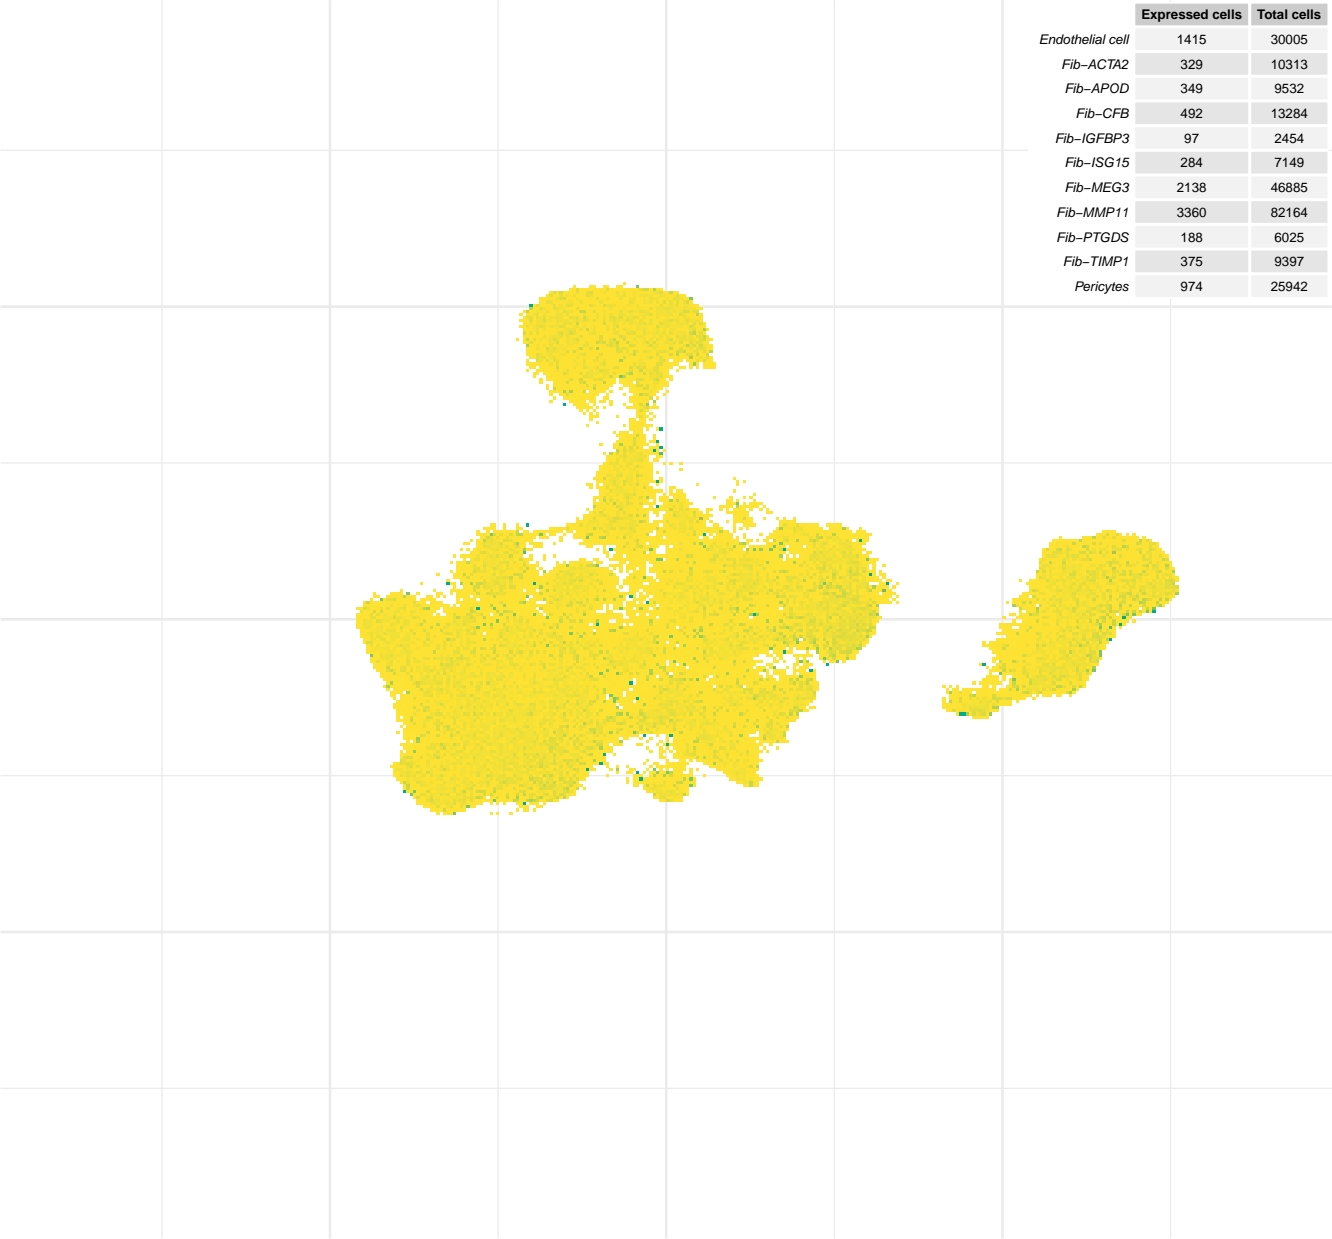 Expressed cells Total cells
Endothelial cell 1415 30005
Fib−ACTA2 329 10313
Fib−APOD 349 9532
Fib−CFB 492 13284
Fib−IGFBP3 97 2454
Fib−ISG15 284 7149
Fib−MEG3 2138 46885
Fib−MMP11 3360 82164
Fib−PTGDS 188 6025
Fib−TIMP1 375 9397
Pericytes 974 25942